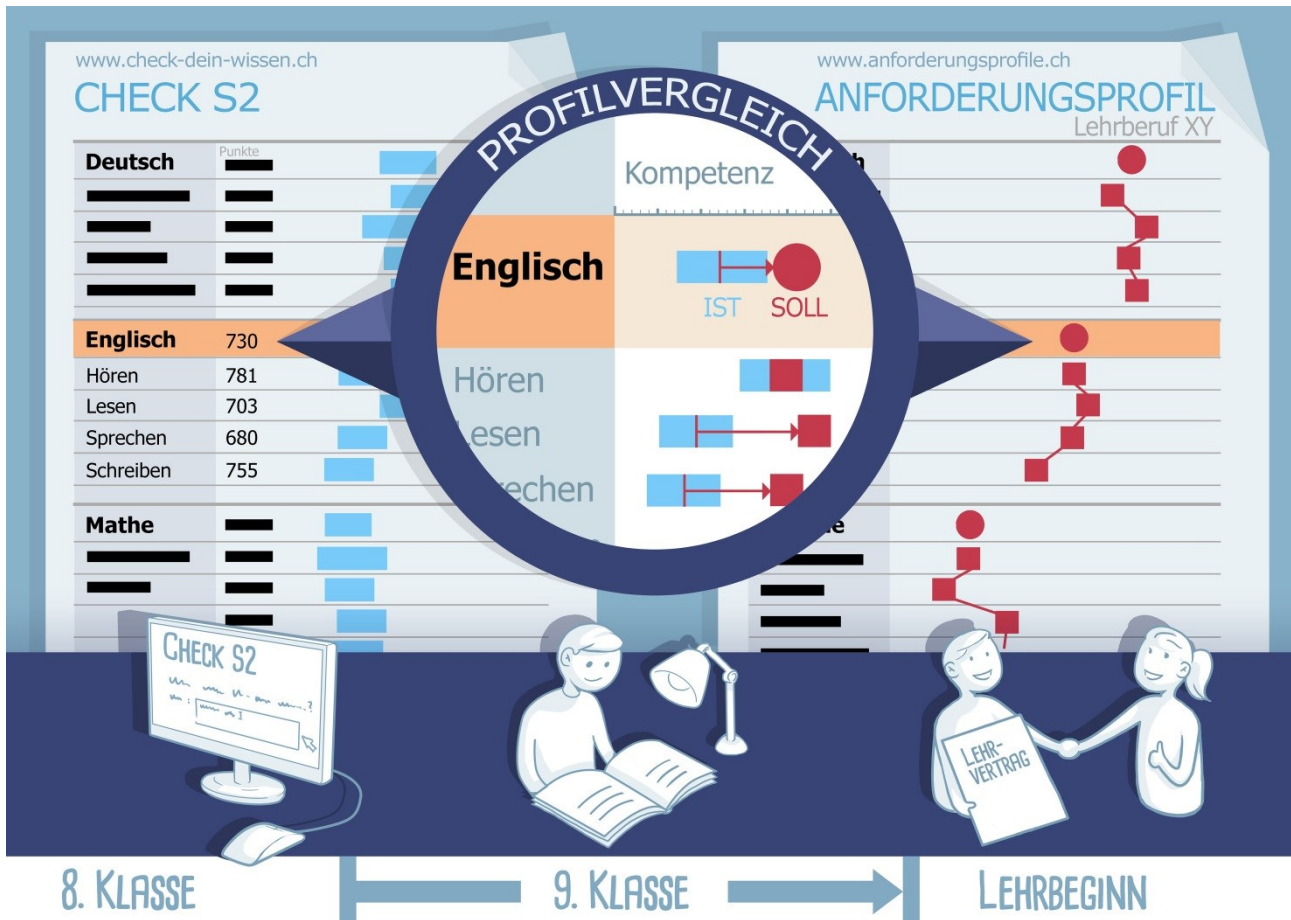 www.check-dein-wissen.ch
CHECK S2
Punkte
Deutsch
Englisch 730
Hören 781
Lesen 703
Sprechen 680
Schreiben 755
Mathe
PROFILVERGLEICH
Kompetenz
Englisch
IST SOLL
Hören
Lesen
rechen
www.anforderungsprofile.ch
ANFORDERUNGSPROFIL
Lehrberuf XY
h
e
CHECK S2
LEHR-
VERTRAG
8. KLASSE
9. KLASSE
LEHRBEGINN